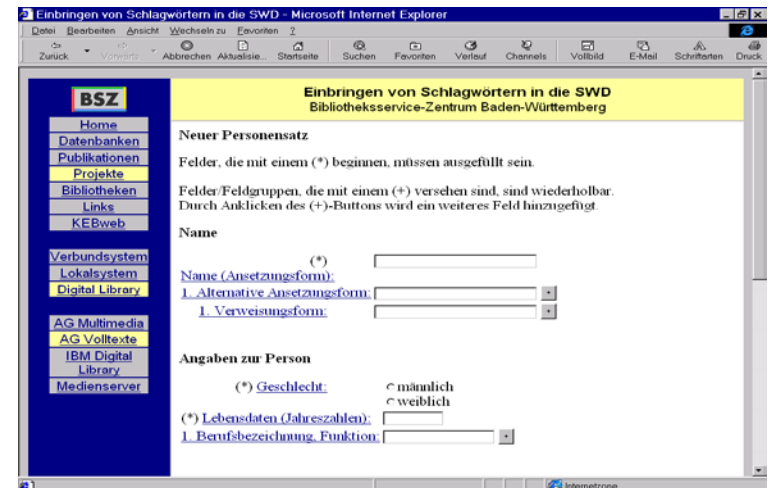 Einbringen von Schlagwörtern in die SWD - Microsoft Internet Explorer
Datei Bearbeiten Ansicht Wechseln zu Favoriten ?
Zurück Vorwärts Abbrechen Aktualisie... Startseite Suchen Favoriten Verlauf Channels Vollbild E-Mail Schriftarten Druck
BSZ
Home
Datenbanken
Publikationen
Projekte
Bibliotheken
Links
KEBweb
Verbundsystem
Lokalsystem
Digital Library
AG Multimedia
AG Volltexte
IBM Digital
Library
Medienserver
Einbringen von Schlagwörtern in die SWD
Bibliotheksservice-Zentrum Baden-Württemberg
Neuer Personensatz
Felder, die mit einem (*) beginnen, müssen ausgefüllt sein.
Felder/Feldgruppen, die mit einem (+) versehen sind, sind wiederholbar.
Durch Anklicken des (+)-Buttons wird ein weiteres Feld hinzugefügt.
Name
(*)
Name (Ansetzungsform):
1. Alternative Ansetzungsform: +
1. Verweisungsform: +
Angaben zur Person
(*) Geschlecht: männlich
weiblich
(*) Lebensdaten (Jahreszahlen):
1. Berufsbezeichnung, Funktion: +
Internetzone